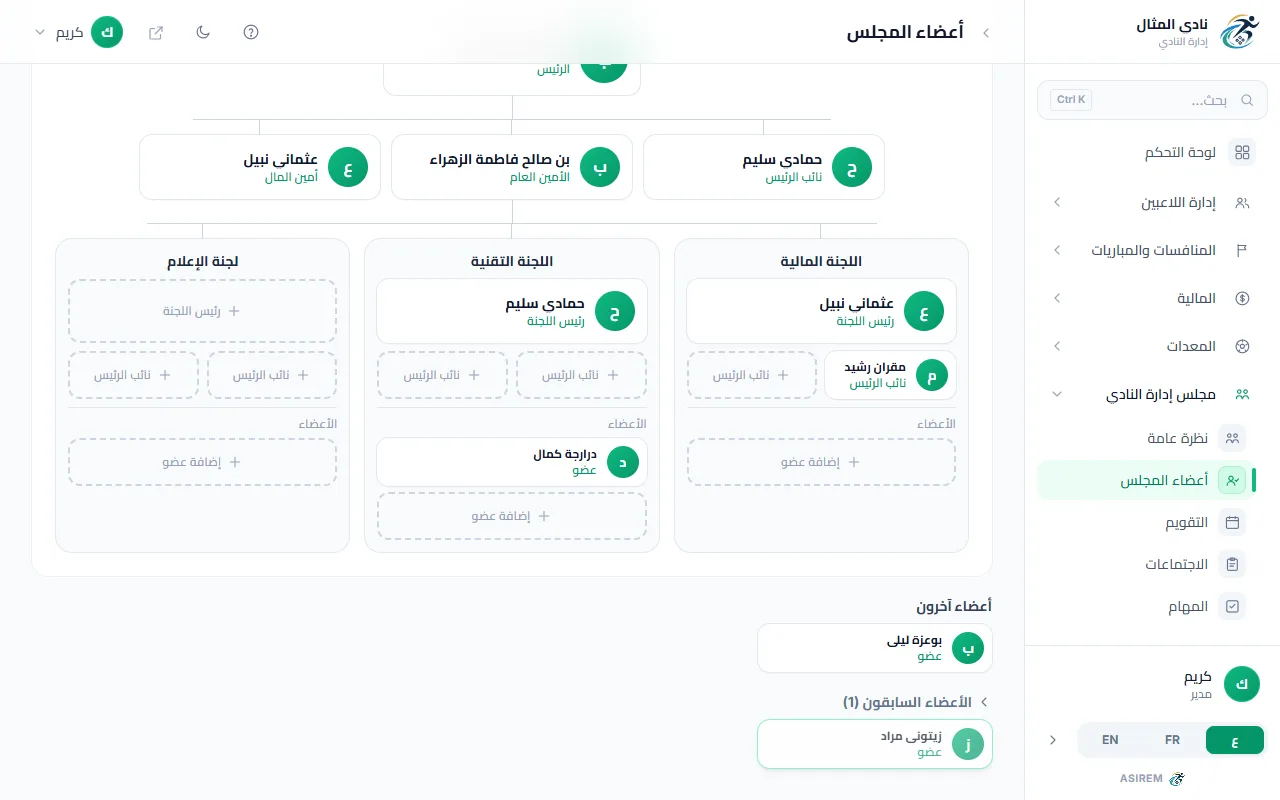 نادي المثال
إدارة النادي
بحث...
Ctrl K
لوحة التحكم
إدارة اللاعبين
المنافسات والمباريات
المالية
المعدات
مجلس إدارة النادي
نظرة عامة
أعضاء المجلس
التقويم
الاجتماعات
المهام
ك
كريم
مدير
ع
FR
EN
ASIREM
أعضاء المجلس
ك
كريم
الرئيس
ح
حمادي سليم
نائب الرئيس
ب
بن صالح فاطمة الزهراء
الأمين العام
ع
عثماني نبيل
أمين المال
اللجنة المالية
ع
عثماني نبيل
رئيس اللجنة
م
مقران رشيد
نائب الرئيس
نائب الرئيس
الأعضاء
إضافة عضو
اللجنة التقنية
ح
حمادي سليم
رئيس اللجنة
نائب الرئيس
نائب الرئيس
الأعضاء
د
درارجة كمال
عضو
إضافة عضو
لجنة الإعلام
رئيس اللجنة
نائب الرئيس
نائب الرئيس
الأعضاء
إضافة عضو
أعضاء آخرون
ب
بوعزة ليلى
عضو
الأعضاء السابقون (1)
ز
زيتوني مراد
عضو